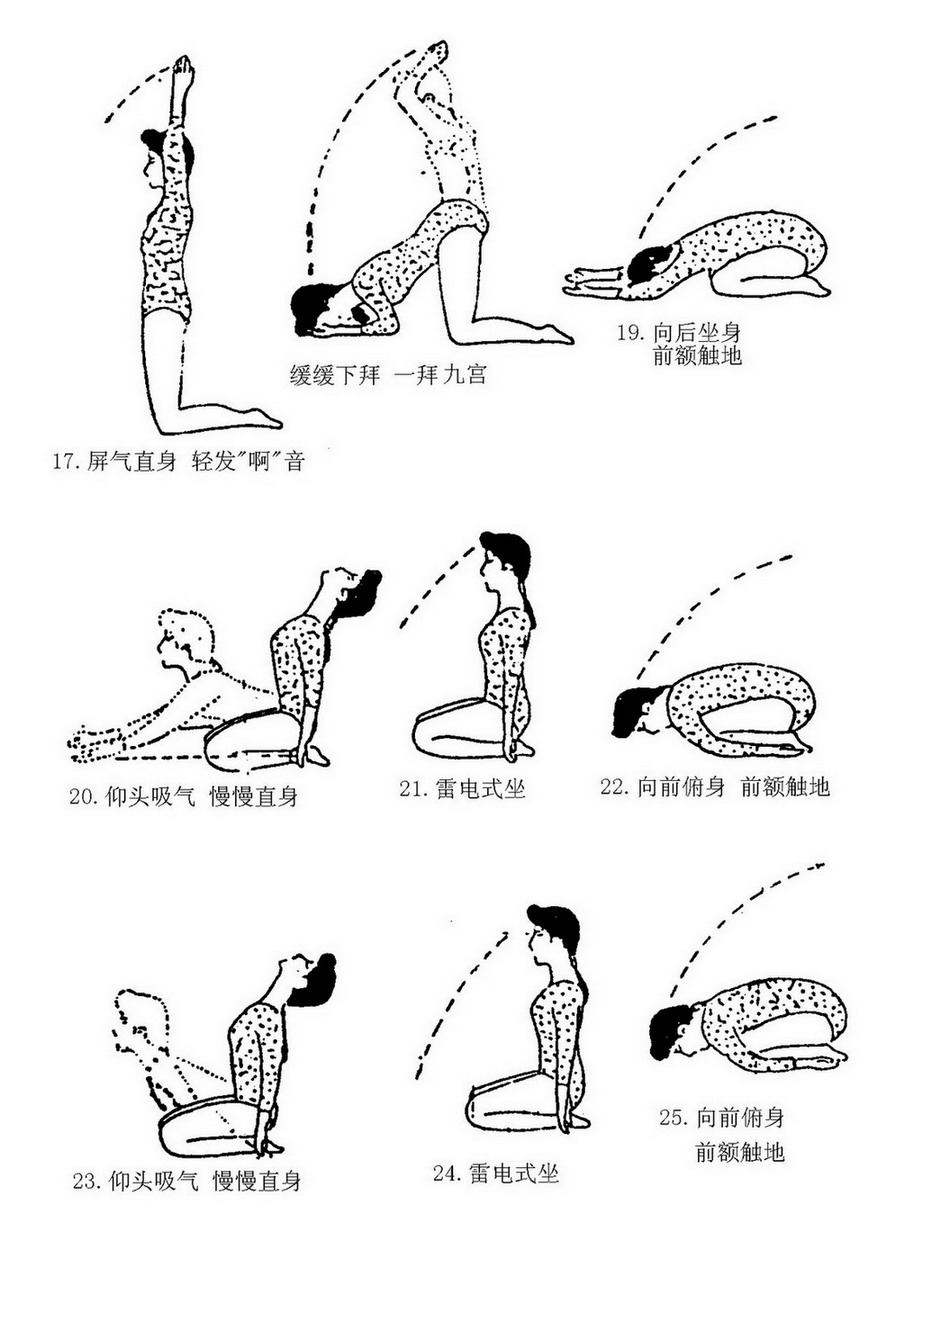 17.屏气直身 轻发"啊"音
缓缓下拜 一拜九宫
19.向后坐身
前额触地
20.仰头吸气 慢慢直身
21.雷电式坐
22.向前俯身 前额触地
23.仰头吸气 慢慢直身
24.雷电式坐
25.向前俯身
前额触地